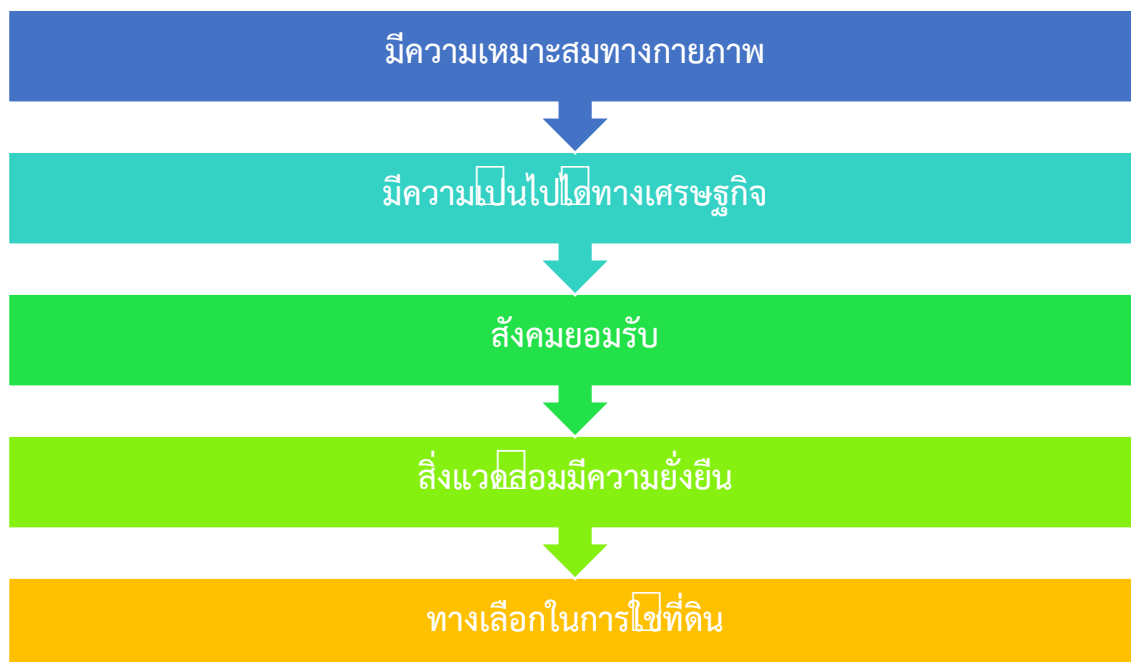 มีความเหมาะสมทางกายภาพ
มีความเปนไปไดทางเศรษฐกิจ
สังคมยอมรับ
สิ่งแวดลอมมีความยั่งยืน
ทางเลือกในการใชที่ดิน